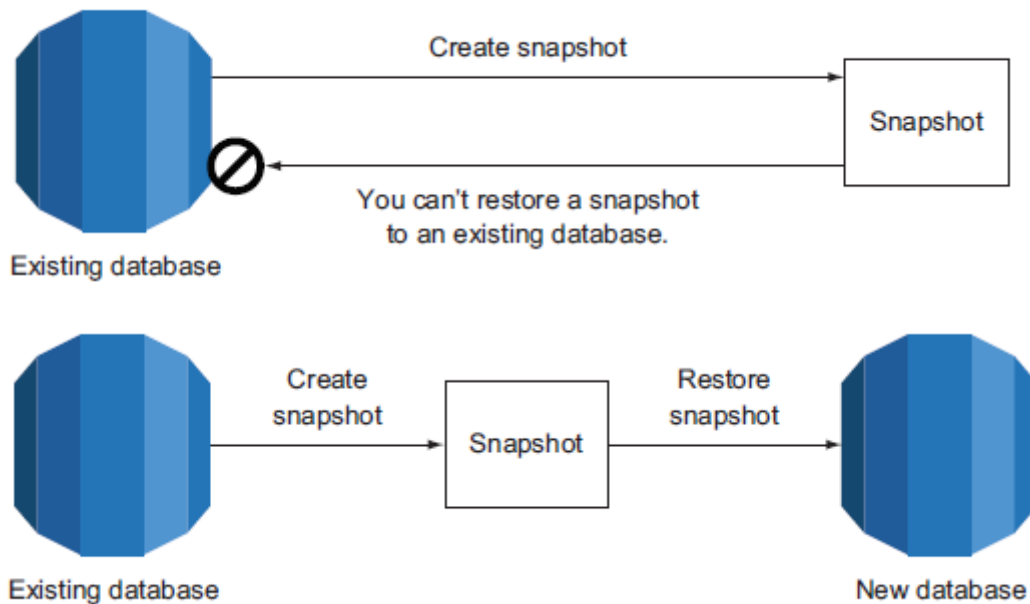 Create snapshot
Snapshot
You can't restore a snapshot
to an existing database.
Existing database
Create
snapshot
Snapshot
Restore
snapshot
Existing database
New database